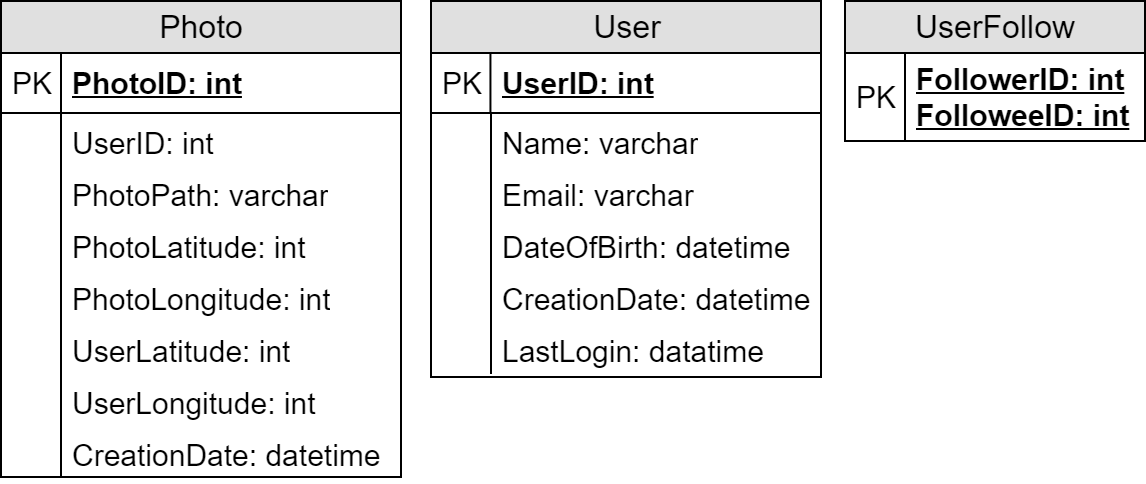 Photo
PK PhotoID: int
UserID: int
PhotoPath: varchar
PhotoLatitude: int
PhotoLongitude: int
UserLatitude: int
UserLongitude: int
CreationDate: datetime
User
PK UserID: int
Name: varchar
Email: varchar
DateOfBirth: datetime
CreationDate: datetime
LastLogin: datatime
UserFollow
PK FollowerID: int
FolloweeID: int